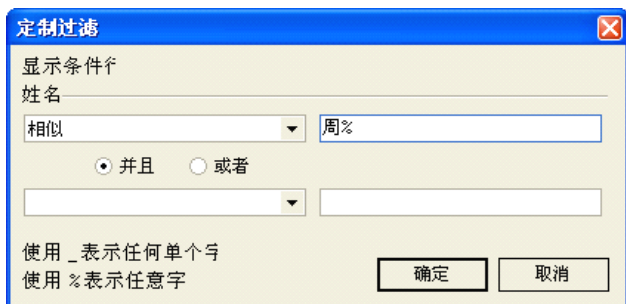 定制过滤
显示条件行
姓名
相似 周%
并且 或者
使用 _ 表示任何单个字
使用 % 表示任意字
确定 取消